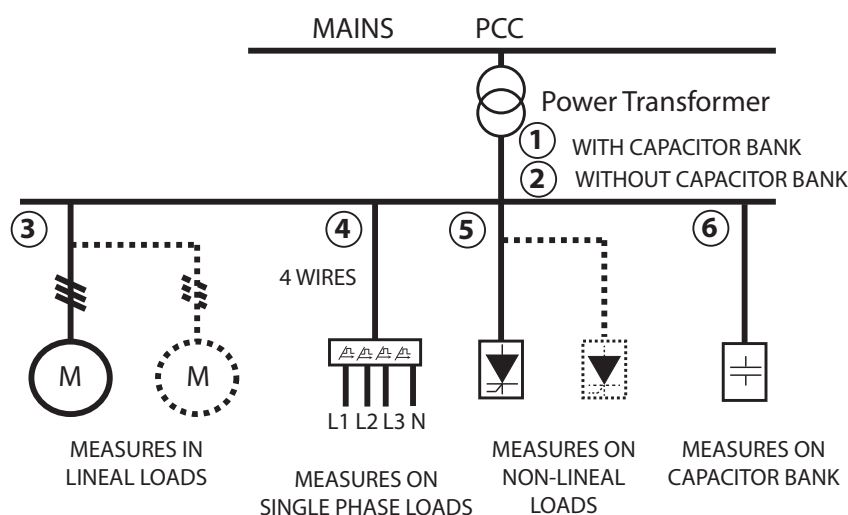 MAINS PCC
Power Transformer
1 WITH CAPACITOR BANK
2 WITHOUT CAPACITOR BANK
3 4 5 6
4 WIRES
M M
L1 L2 L3 N
MEASURES IN
LINEAL LOADS
MEASURES ON
SINGLE PHASE LOADS
MEASURES ON
NON-LINEAL
LOADS
MEASURES ON
CAPACITOR BANK